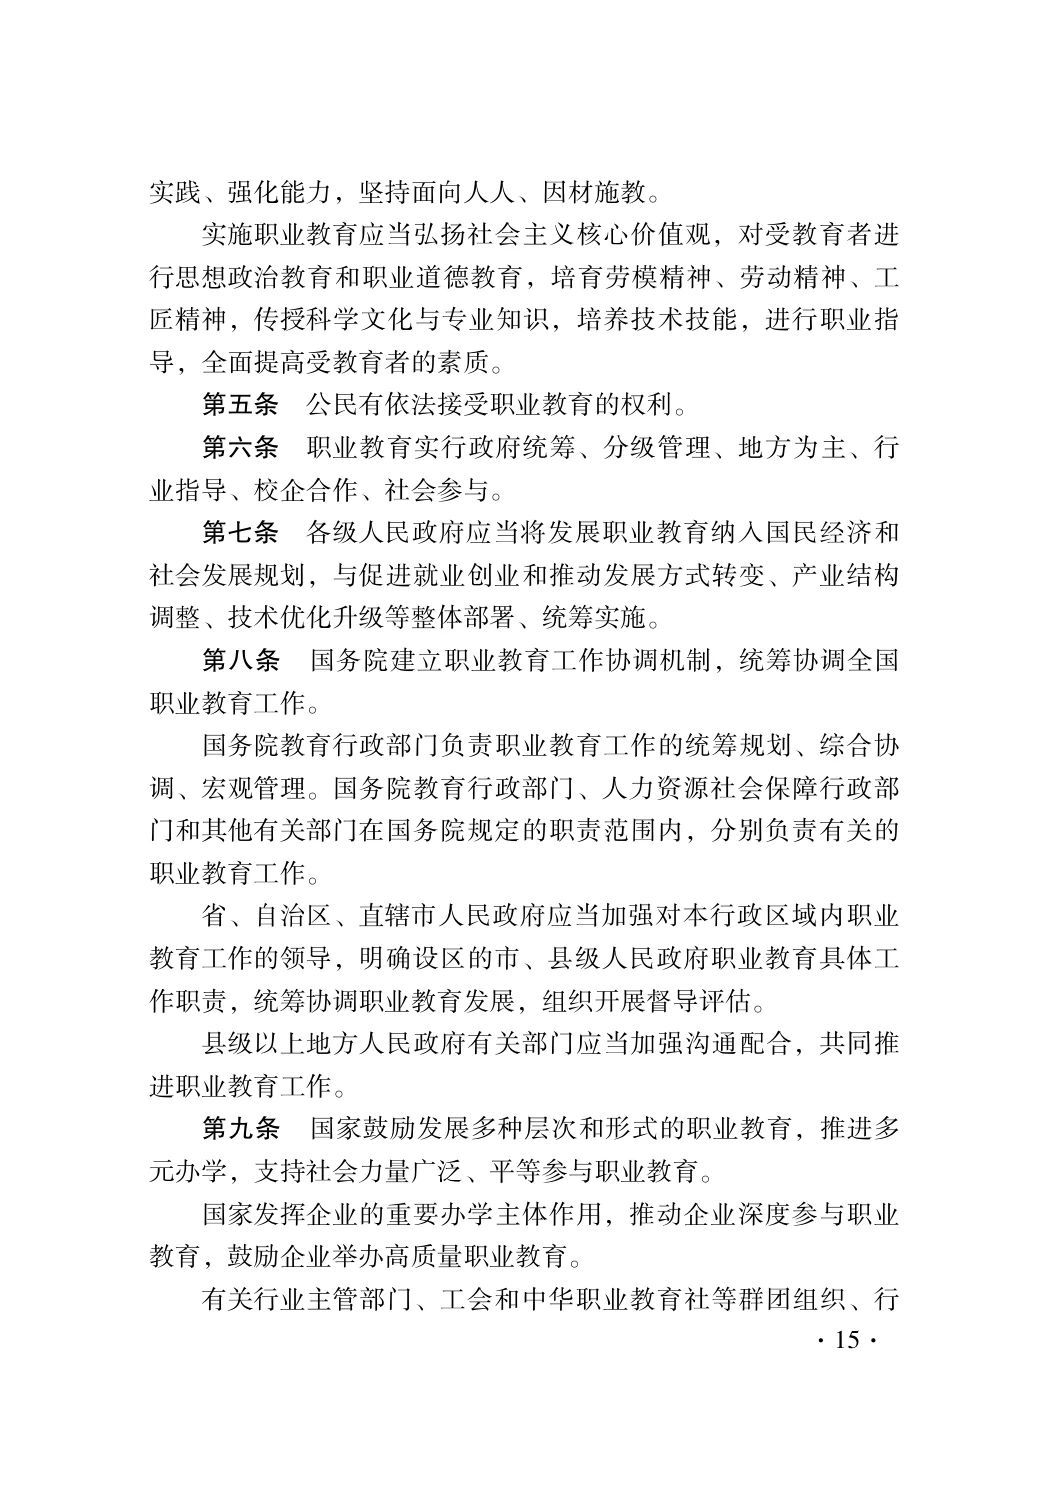 实践、强化能力，坚持面向人人、因材施教。
实施职业教育应当弘扬社会主义核心价值观，对受教育者进
行思想政治教育和职业道德教育，培育劳模精神、劳动精神、工
匠精神，传授科学文化与专业知识，培养技术技能，进行职业指
导，全面提高受教育者的素质。
第五条　公民有依法接受职业教育的权利。
第六条　职业教育实行政府统筹、分级管理、地方为主、行
业指导、校企合作、社会参与。
第七条　各级人民政府应当将发展职业教育纳入国民经济和
社会发展规划，与促进就业创业和推动发展方式转变、产业结构
调整、技术优化升级等整体部署、统筹实施。
第八条　国务院建立职业教育工作协调机制，统筹协调全国
职业教育工作。
国务院教育行政部门负责职业教育工作的统筹规划、综合协
调、宏观管理。国务院教育行政部门、人力资源社会保障行政部
门和其他有关部门在国务院规定的职责范围内，分别负责有关的
职业教育工作。
省、自治区、直辖市人民政府应当加强对本行政区域内职业
教育工作的领导，明确设区的市、县级人民政府职业教育具体工
作职责，统筹协调职业教育发展，组织开展督导评估。
县级以上地方人民政府有关部门应当加强沟通配合，共同推
进职业教育工作。
第九条　国家鼓励发展多种层次和形式的职业教育，推进多
元办学，支持社会力量广泛、平等参与职业教育。
国家发挥企业的重要办学主体作用，推动企业深度参与职业
教育，鼓励企业举办高质量职业教育。
有关行业主管部门、工会和中华职业教育社等群团组织、行
·15·